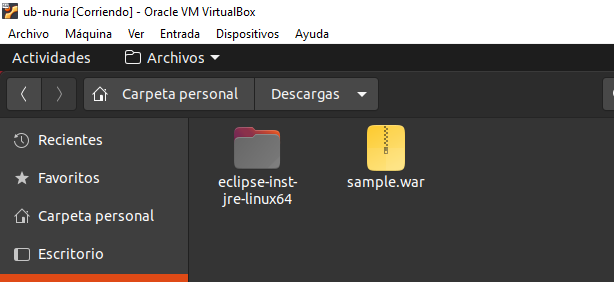 ub-nuria [Corriendo] - Oracle VM VirtualBox
Archivo Máquina Ver Entrada Dispositivos Ayuda
Actividades Archivos
Carpeta personal Descargas
Recientes
Favoritos
Carpeta personal
Escritorio
eclipse-inst-
jre-linux64
sample.war